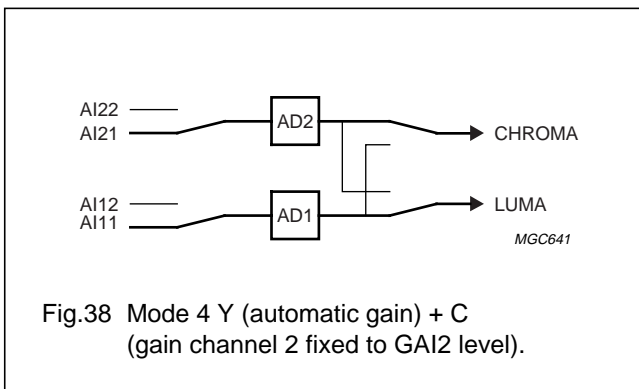 AI22
AI21
AD2
CHROMA
AI12
AI11
AD1
LUMA
MGC641
Fig.38 Mode 4 Y (automatic gain) + C
(gain channel 2 fixed to GAI2 level).